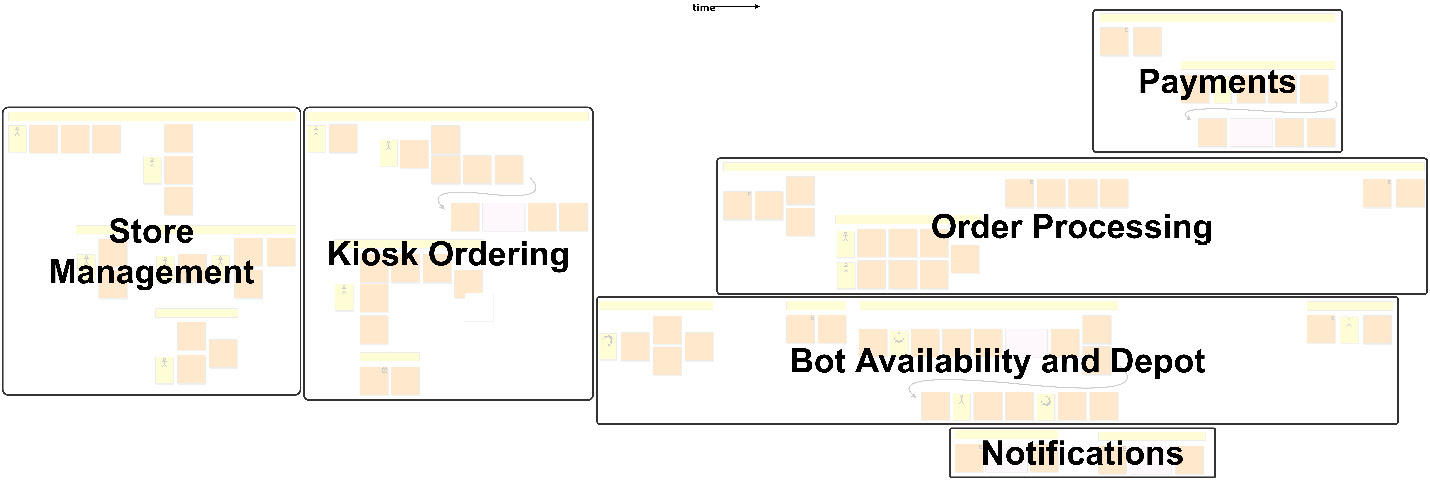 time
Payments
Store
Management
Kiosk Ordering
Order Processing
Bot Availability and Depot
Notifications